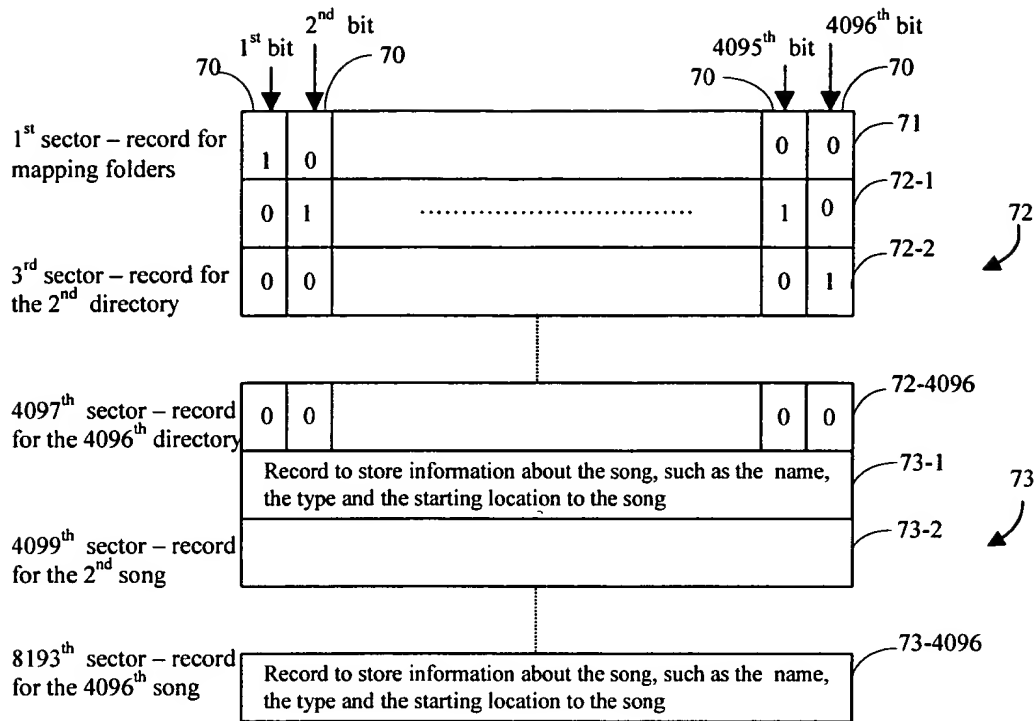 1st bit
2nd bit
4095th bit
4096th bit
70
70
70
70
1st sector – record for
mapping folders
1 0 0 0
71
0 1 ........................................ 1 0
72-1
72
3rd sector – record for
the 2nd directory
0 0 0 1
72-2
4097th sector – record
for the 4096th directory
0 0 0 0
72-4096
Record to store information about the song, such as the name,
the type and the starting location to the song
73-1
73
4099th sector – record
for the 2nd song
73-2
8193th sector – record
for the 4096th song
Record to store information about the song, such as the name,
the type and the starting location to the song
73-4096